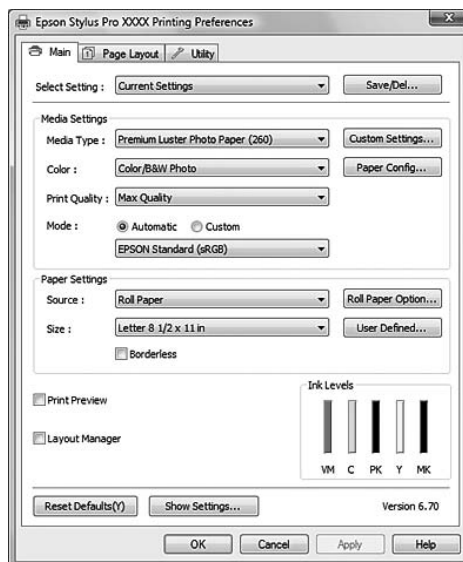 Epson Stylus Pro XXXX Printing Preferences
Main Page Layout Utility
Select Setting : Current Settings Save/Del...
Media Settings
Media Type : Premium Luster Photo Paper (260) Custom Settings...
Color : Color/B&W Photo Paper Config...
Print Quality : Max Quality
Mode : Automatic Custom
EPSON Standard (sRGB)
Paper Settings
Source : Roll Paper Roll Paper Option...
Size : Letter 8 1/2 x 11 in User Defined...
Borderless
Print Preview
Layout Manager
Ink Levels
VM C PK Y MK
Reset Defaults(Y) Show Settings... Version 6.70
OK Cancel Apply Help